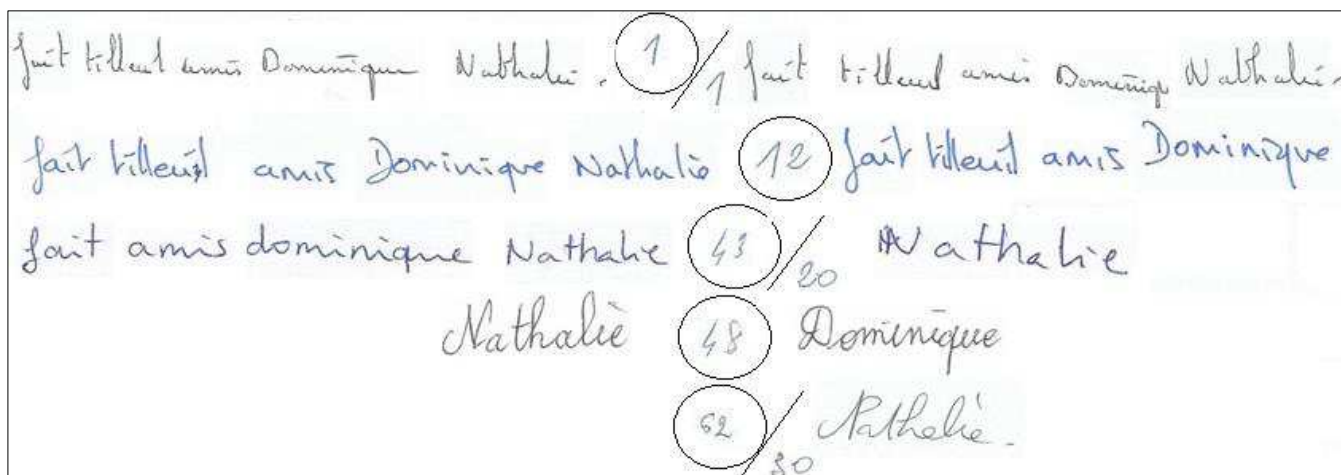 fait tilleul amis Dominique Nathalie. 1/1 fait tilleul amis Dominiq Nathalie.
fait tilleul amis Dominique Nathalie 12 fait tilleul amis Dominique
fait amis dominique Nathalie 43/20 Nathalie
Nathalie 48 Dominique
62/30 Nathalie.